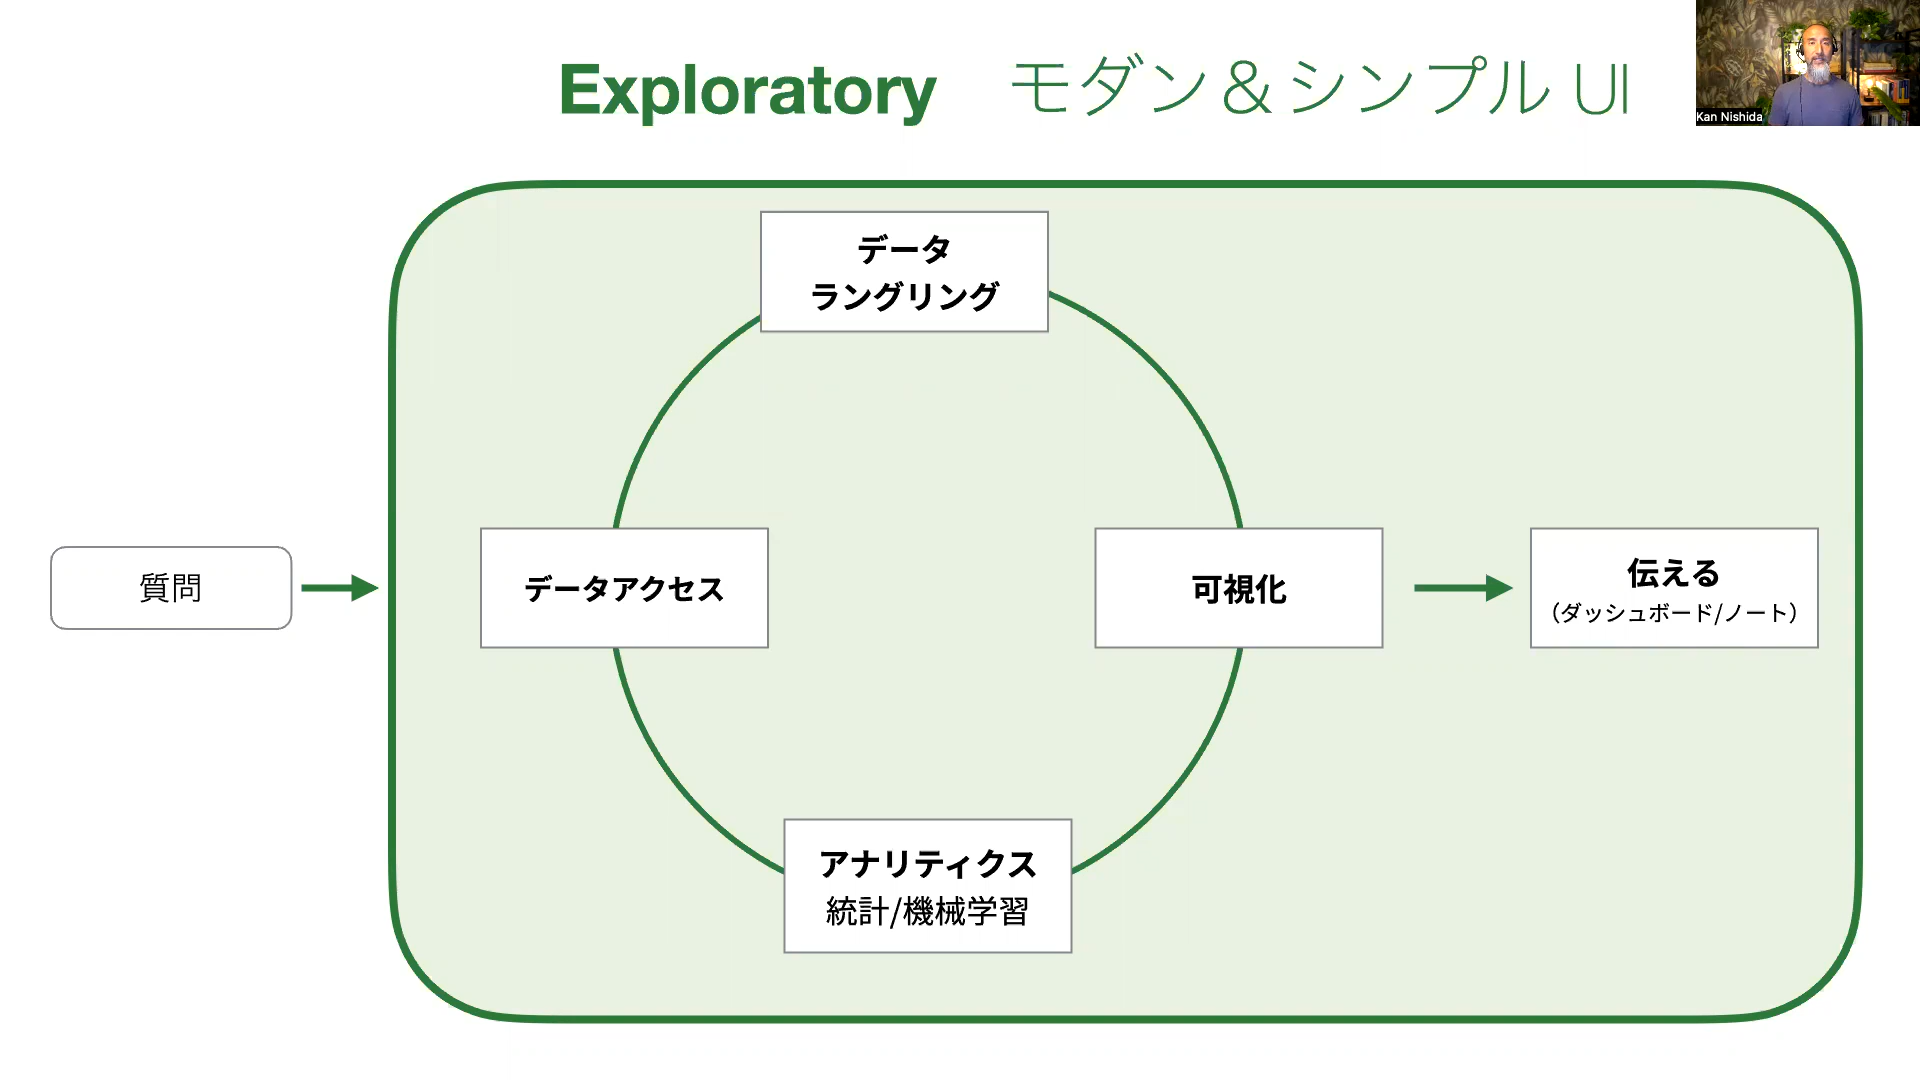 Exploratory モダン＆シンプル UI
Kan Nishida
データ
ラングリング
質問
データアクセス
可視化
伝える
（ダッシュボード/ノート）
アナリティクス
統計/機械学習